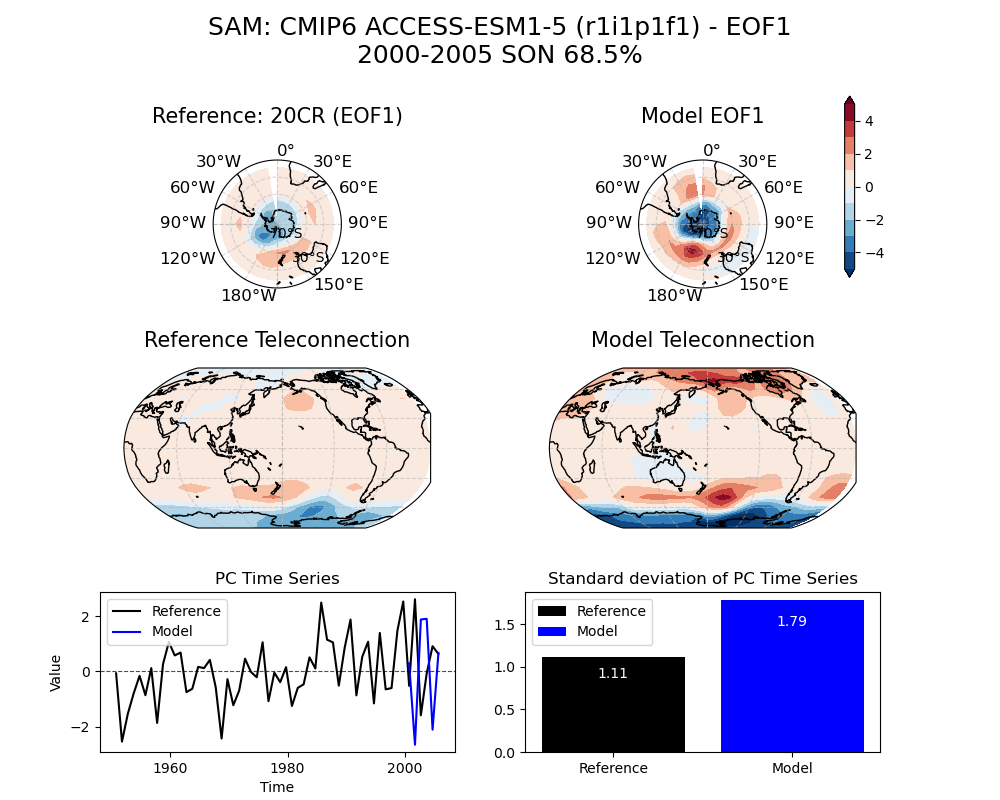 SAM: CMIP6 ACCESS-ESM1-5 (r1i1p1f1) - EOF1
2000-2005 SON 68.5%
Reference: 20CR (EOF1)
Model EOF1
0°
30°W
30°E
60°W
60°E
90°W
90°E
120°W
120°E
150°E
180°W
70°S
30°S
0°
30°W
30°E
60°W
60°E
90°W
90°E
120°W
120°E
150°E
180°W
70°S
30°S
4
2
0
−2
−4
Reference Teleconnection
Model Teleconnection
PC Time Series
Reference
Model
Value
2
0
−2
1960
1980
2000
Time
Standard deviation of PC Time Series
Reference
Model
1.5
1.0
0.5
0.0
1.11
1.79
Reference
Model